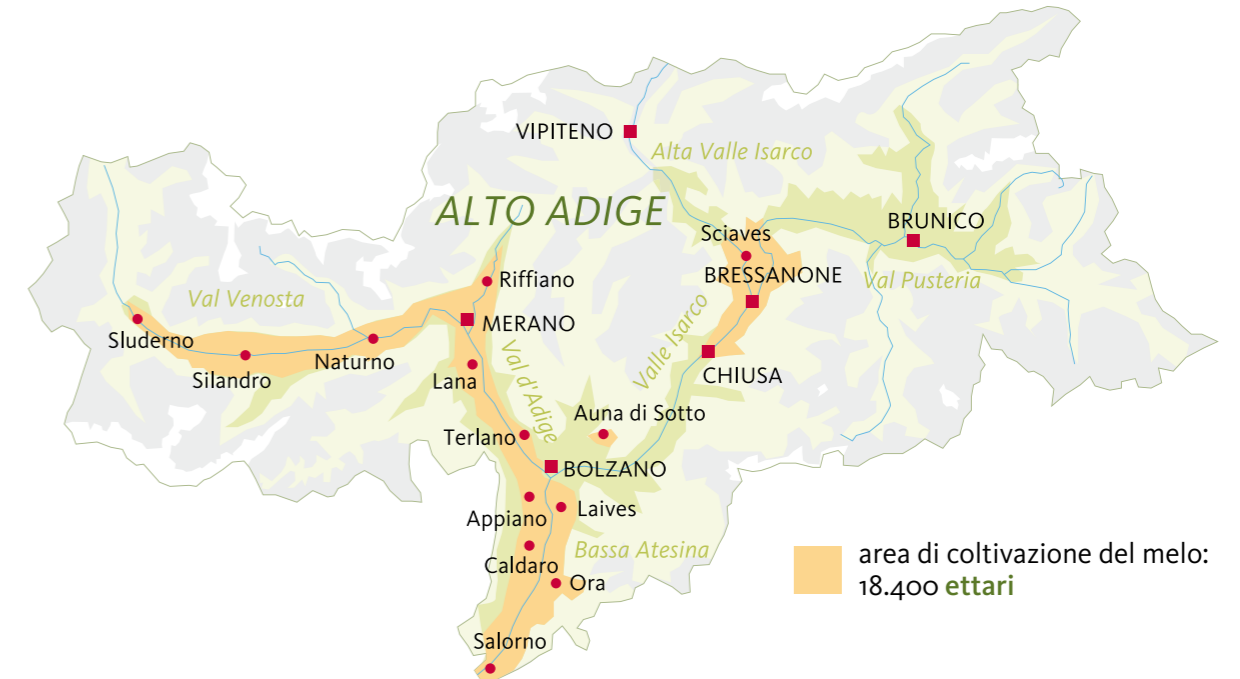 VIPITENO
Alta Valle Isarco
ALTO ADIGE
BRUNICO
Sciaves
BRESSANONE
Val Pusteria
Riffiano
Val Venosta
MERANO
Sluderno
Naturno
Silandro
Lana
Val d'Adige
Valle Isarco
CHIUSA
Auna di Sotto
Terlano
BOLZANO
Appiano
Laives
Bassa Atesina
Caldaro
Ora
Salorno
area di coltivazione del melo:
18.400 ettari